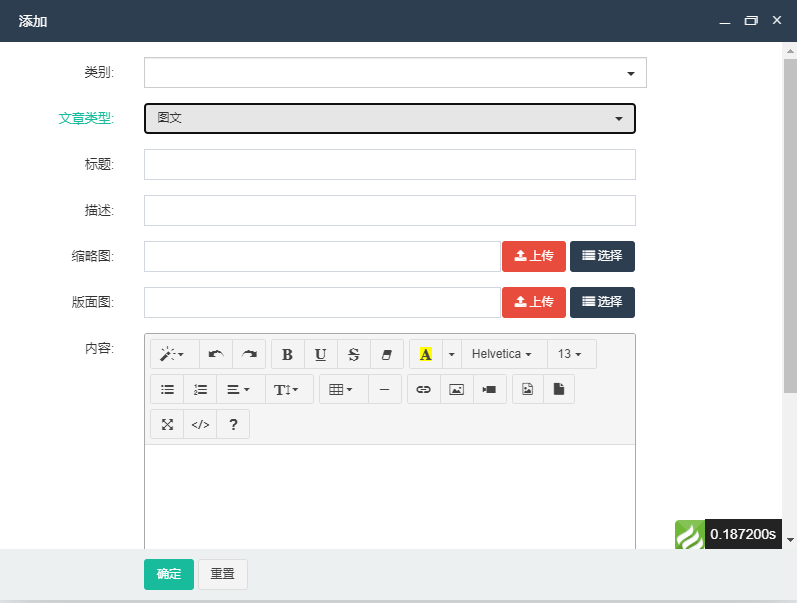 添加
类别:
文章类型:
图文
标题:
描述:
缩略图:
上传
选择
版面图:
上传
选择
内容:
B U S A Helvetica 13
T
</> ?
0.187200s
确定
重置